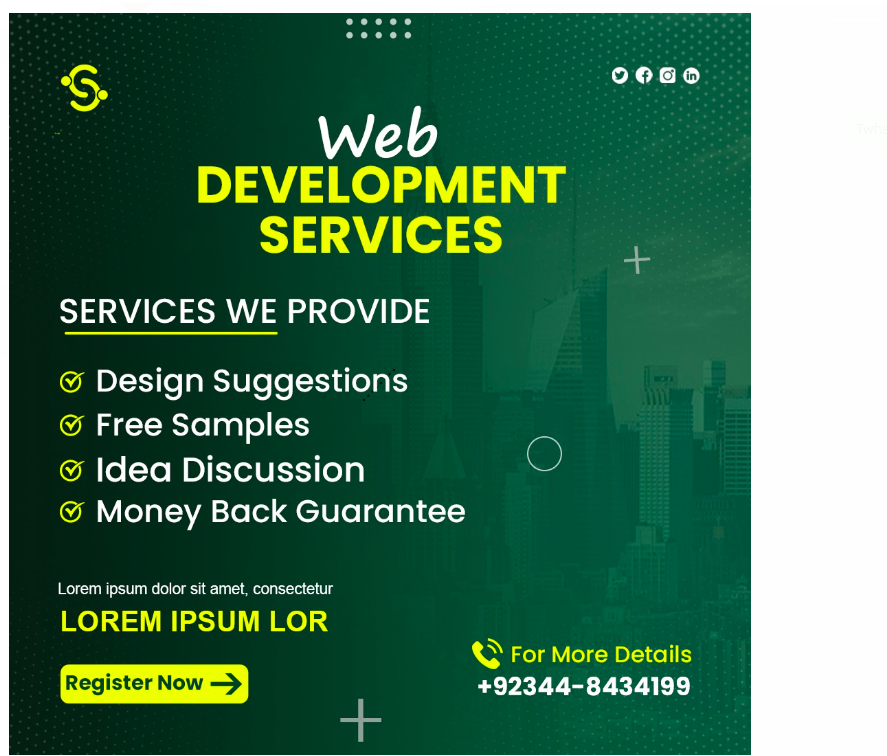 Web
DEVELOPMENT
SERVICES
SERVICES WE PROVIDE
Design Suggestions
Free Samples
Idea Discussion
Money Back Guarantee
Lorem ipsum dolor sit amet, consectetur
LOREM IPSUM LOR
Register Now
For More Details
+92344-8434199